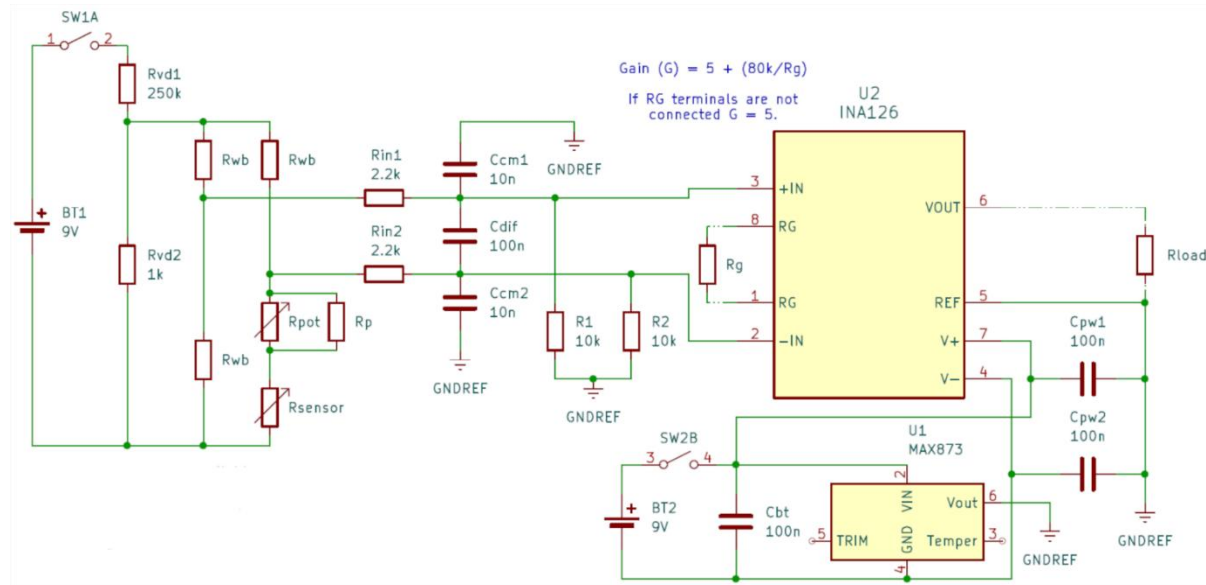 SW1A
1
2
Rvd1
250k
Gain (G) = 5 + (80k/Rg)
If RG terminals are not
connected G = 5.
U2
INA126
Rwb
Rwb
Rin1
2.2k
Ccm1
10n
GNDREF
3
+IN
8
RG
VOUT
6
BT1
9V
+
Rvd2
1k
Rin2
2.2k
Cdif
100n
Rg
Rload
Ccm2
10n
1
RG
REF
5
Rpot
Rp
R1
10k
R2
10k
2
-IN
V+
7
Cpw1
100n
Rwb
GNDREF
V-
4
Rsensor
GNDREF
Cpw2
100n
SW2B
3
4
U1
MAX873
BT2
9V
+
Cbt
100n
2
VIN
Vout
6
5
TRIM
GND
Temper
3
4
GNDREF
GNDREF